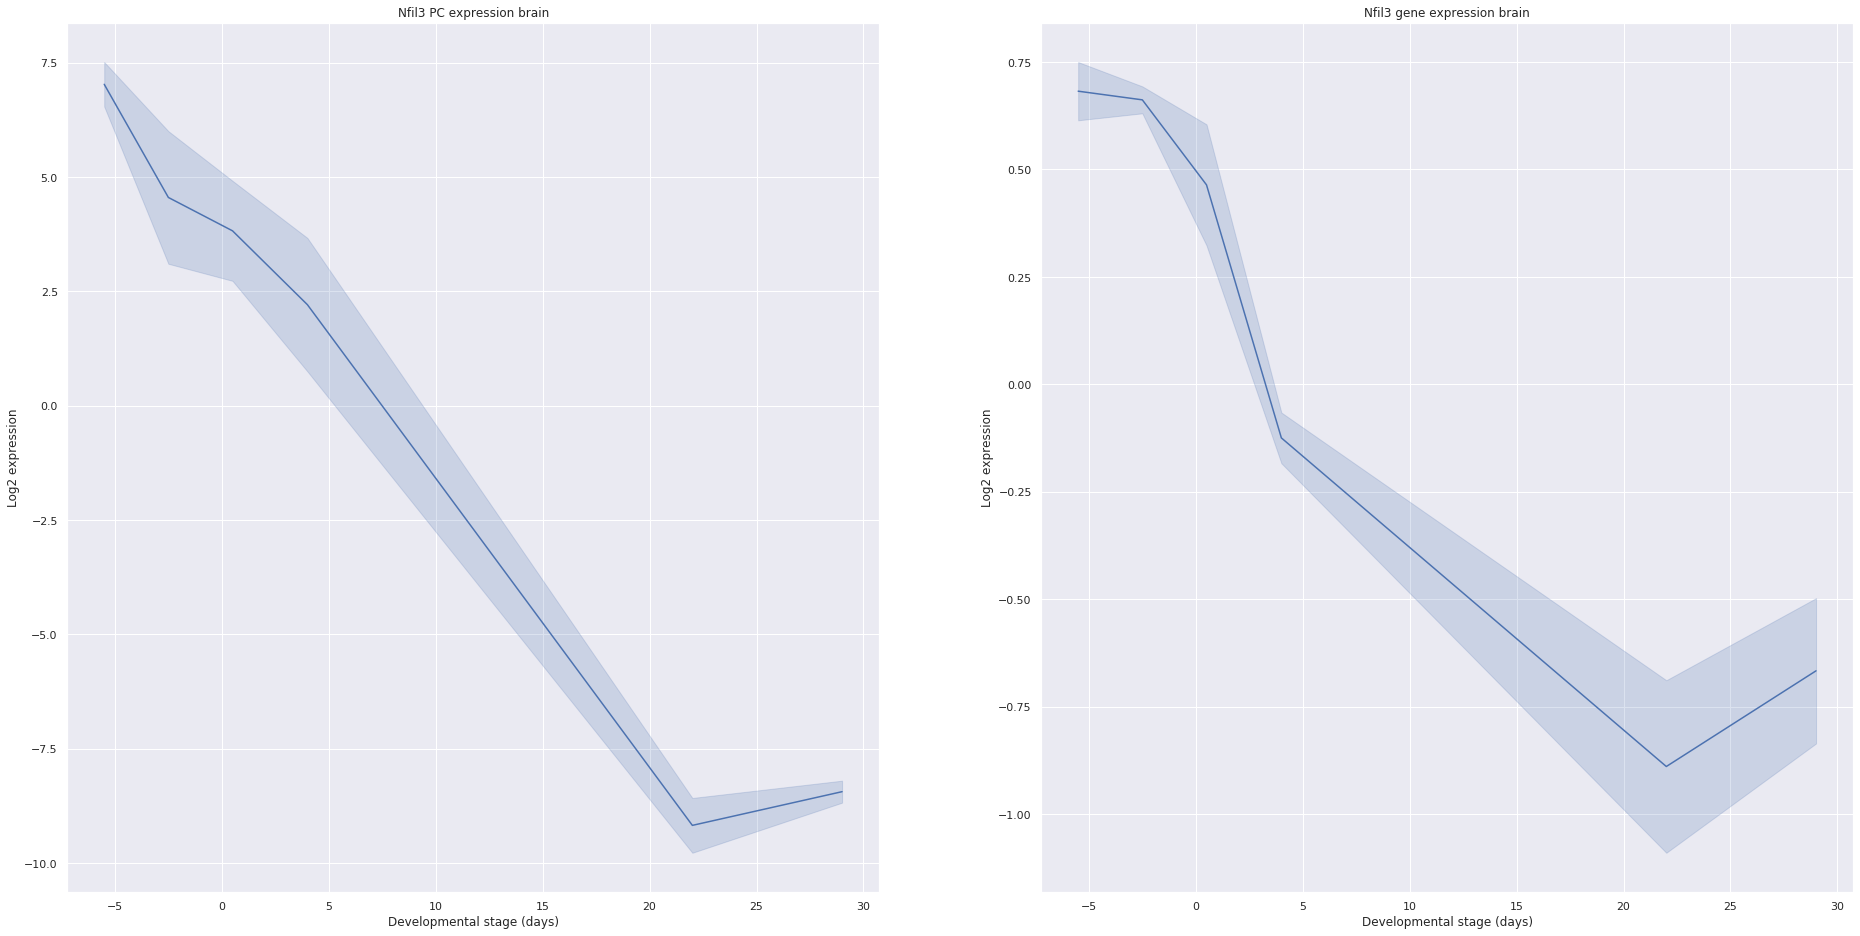 Nfil3 PC expression brain
7.5
5.0
2.5
0.0
−2.5
−5.0
−7.5
−10.0
Log2 expression
−5 0 5 10 15 20 25 30
Developmental stage (days)
Nfil3 gene expression brain
0.75
0.50
0.25
0.00
−0.25
−0.50
−0.75
−1.00
Log2 expression
−5 0 5 10 15 20 25 30
Developmental stage (days)